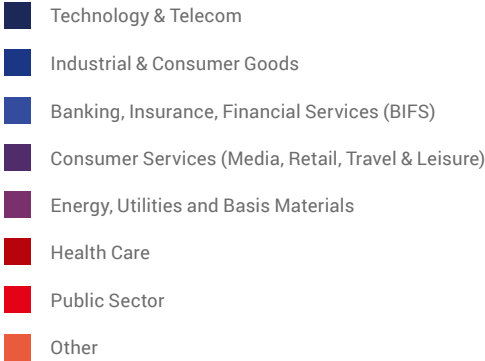 Technology & Telecom
Industrial & Consumer Goods
Banking, Insurance, Financial Services (BIFS)
Consumer Services (Media, Retail, Travel & Leisure)
Energy, Utilities and Basis Materials
Health Care
Public Sector
Other